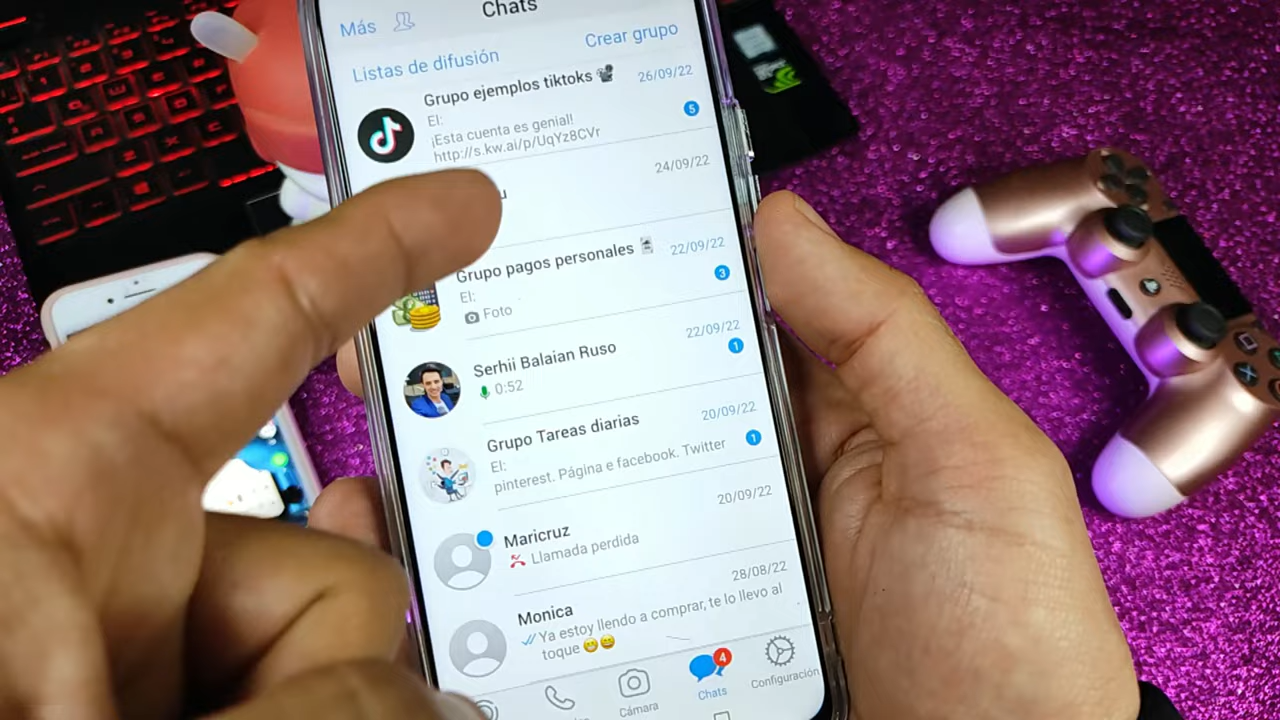 Chats
Más
Crear grupo
Listas de difusión
Grupo ejemplos tiktoks
26/09/22
El:
¡Esta cuenta es genial!
http://s.kw.ai/p/UqYz8CVr
5
24/09/22
Grupo pagos personales
22/09/22
El:
Foto
3
Serhii Balaian Ruso
22/09/22
0:52
1
Grupo Tareas diarias
20/09/22
El:
pinterest. Página e facebook. Twitter
1
Maricruz
20/09/22
Llamada perdida
Monica
28/08/22
Ya estoy llendo a comprar, te lo llevo al
toque 😁😄
4
Cámara
Chats
Configuración